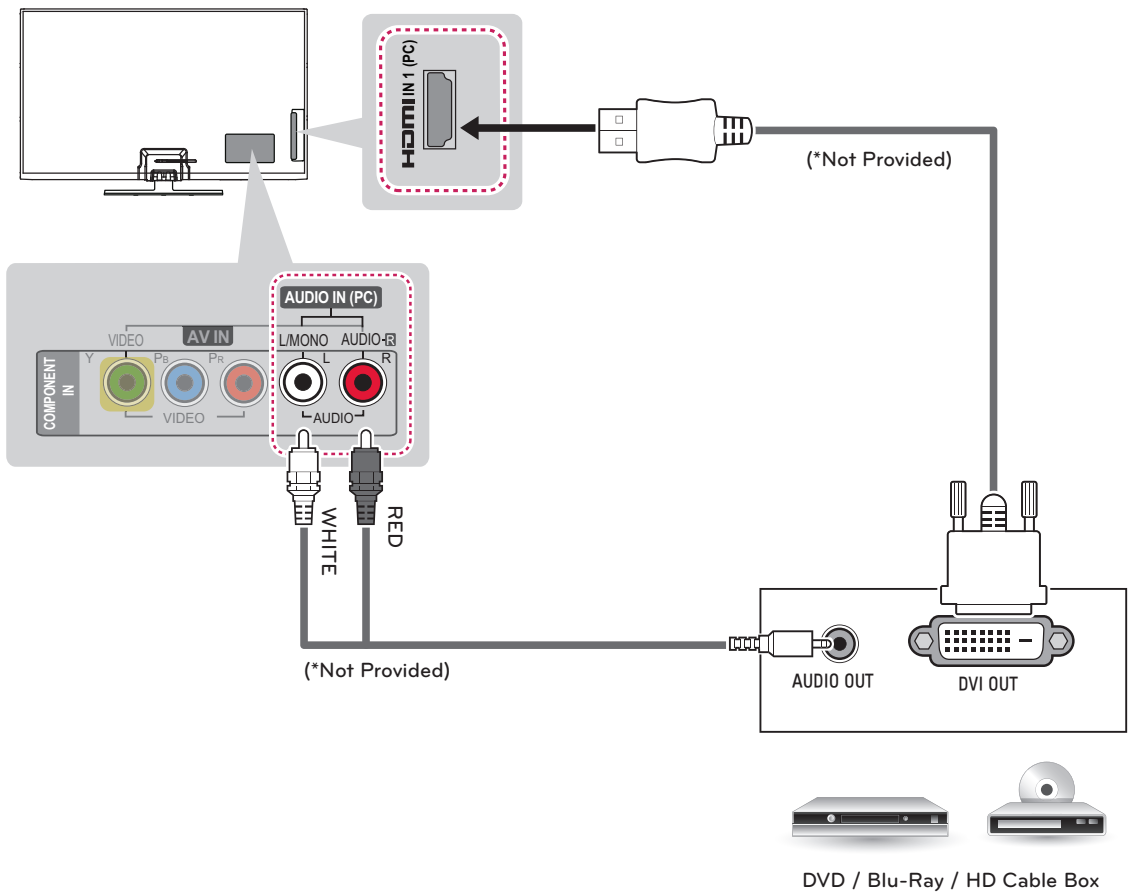 HDMI IN 1 (PC)
(*Not Provided)
AUDIO IN (PC)
VIDEO
AV IN
L/MONO
AUDIO-R
COMPONENT
IN
Y
PB
PR
L
R
VIDEO
AUDIO
WHITE
RED
(*Not Provided)
AUDIO OUT
DVI OUT
DVD / Blu-Ray / HD Cable Box